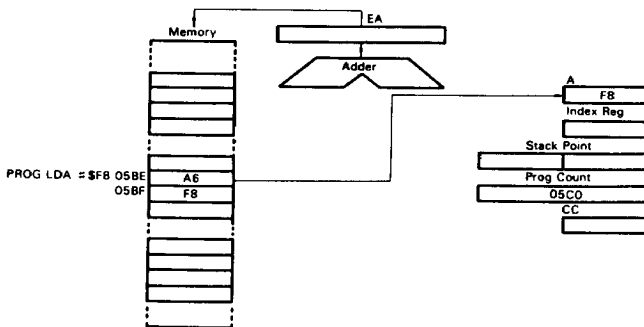 EA
Memory
Adder
A
F8
Index Reg
Stack Point
PROG LDA = $F8 05BE
A6
Prog Count
05BF
F8
05C0
CC